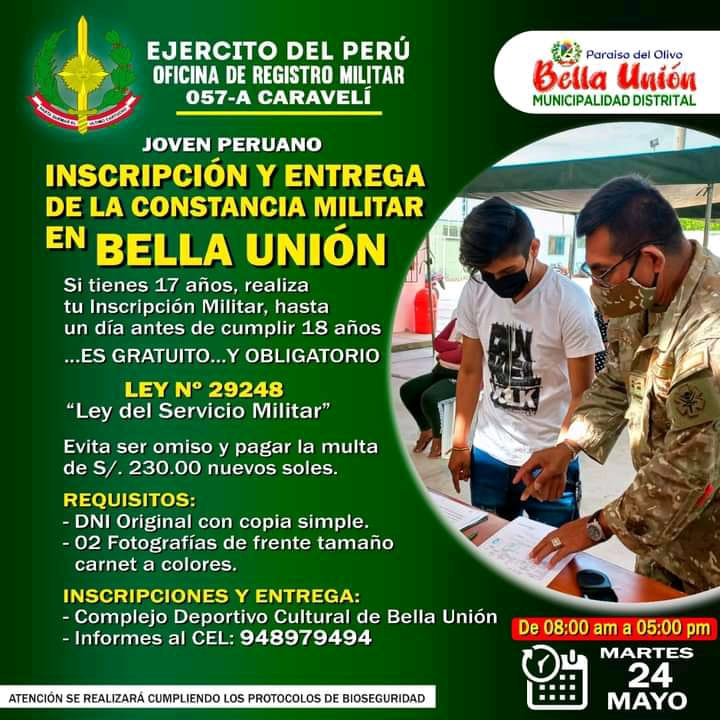 EJERCITO DEL PERÚ
OFICINA DE REGISTRO MILITAR
057-A CARAVELÍ
Paraiso del Olivo
Bella Unión
MUNICIPALIDAD DISTRITAL
JOVEN PERUANO
INSCRIPCIÓN Y ENTREGA
DE LA CONSTANCIA MILITAR
EN BELLA UNIÓN
Si tienes 17 años, realiza
tu Inscripción Militar, hasta
un día antes de cumplir 18 años
...ES GRATUITO...Y OBLIGATORIO
LEY Nº 29248
“Ley del Servicio Militar”
Evita ser omiso y pagar la multa
de S/. 230.00 nuevos soles.
REQUISITOS:
- DNI Original con copia simple.
- 02 Fotografías de frente tamaño
carnet a colores.
INSCRIPCIONES Y ENTREGA:
- Complejo Deportivo Cultural de Bella Unión
- Informes al CEL: 948979494
De 08:00 am a 05:00 pm
MARTES
24
MAYO
ATENCIÓN SE REALIZARÁ CUMPLIENDO LOS PROTOCOLOS DE BIOSEGURIDAD